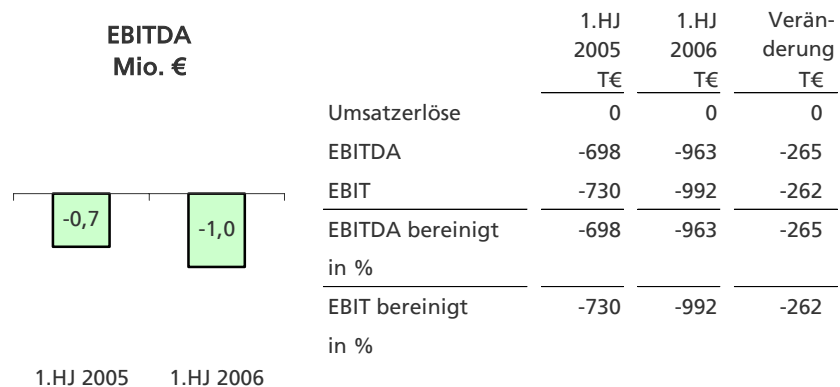 EBITDA
Mio. €
-0,7
-1,0
1.HJ 2005 1.HJ 2006
1.HJ 1.HJ Verän-
2005 2006 derung
T€ T€ T€
Umsatzerlöse 0 0 0
EBITDA -698 -963 -265
EBIT -730 -992 -262
EBITDA bereinigt -698 -963 -265
in %
EBIT bereinigt -730 -992 -262
in %